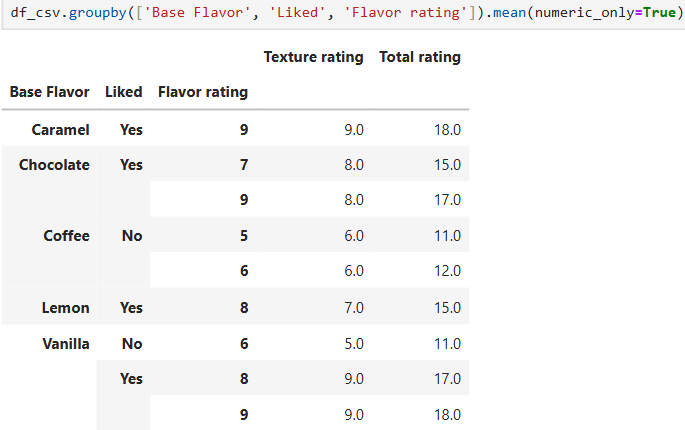 df_csv.groupby(['Base Flavor', 'Liked', 'Flavor rating']).mean(numeric_only=True)
Texture rating Total rating
Base Flavor Liked Flavor rating
Caramel Yes 9 9.0 18.0
Chocolate Yes 7 8.0 15.0
9 8.0 17.0
Coffee No 5 6.0 11.0
6 6.0 12.0
Lemon Yes 8 7.0 15.0
Vanilla No 6 5.0 11.0
Yes 8 9.0 17.0
9 9.0 18.0